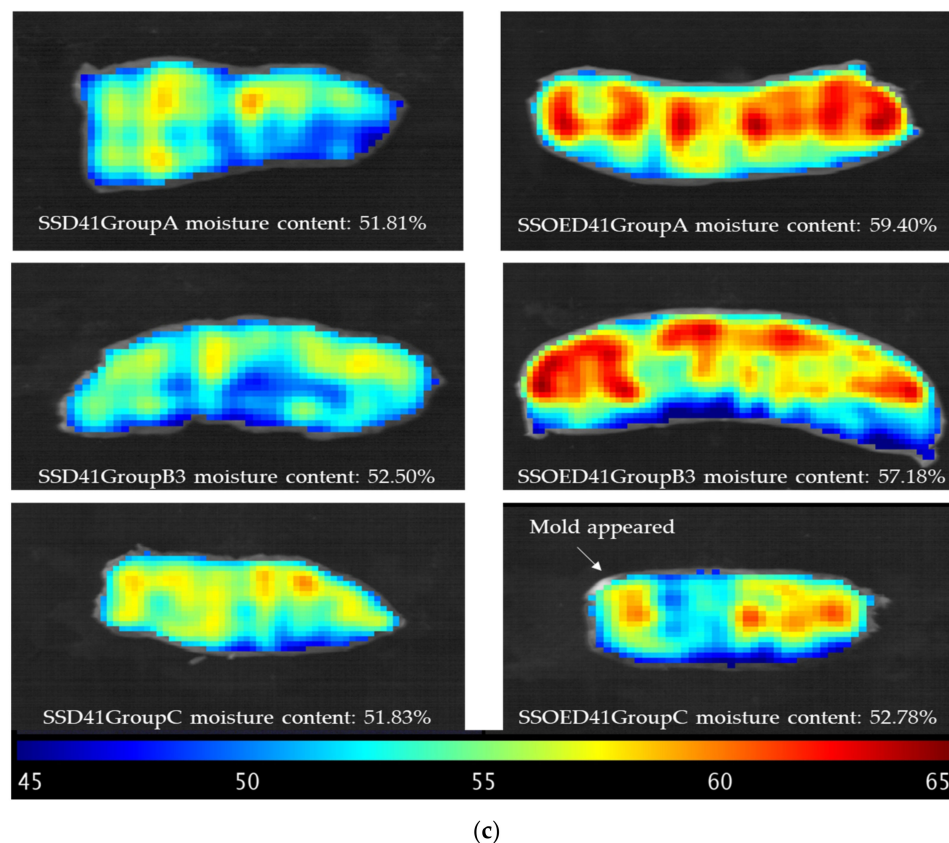 SSD41GroupA moisture content: 51.81%
SSOED41GroupA moisture content: 59.40%
SSD41GroupB3 moisture content: 52.50%
SSOED41GroupB3 moisture content: 57.18%
Mold appeared
SSD41GroupC moisture content: 51.83%
SSOED41GroupC moisture content: 52.78%
45 50 55 60 65
(c)